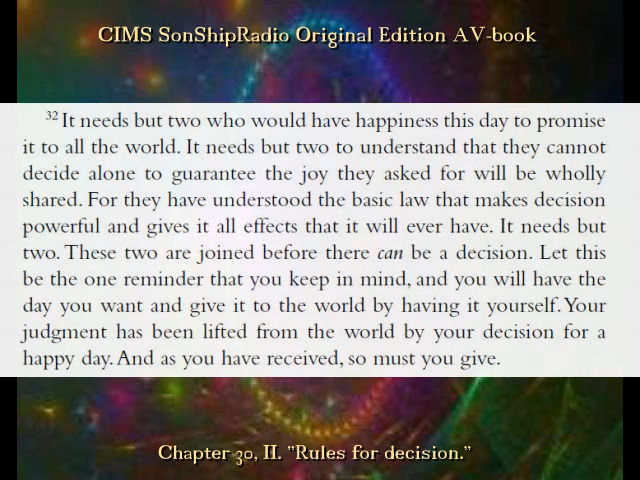 CIMS SonShipRadio Original Edition AV-book
32 It needs but two who would have happiness this day to promise
it to all the world. It needs but two to understand that they cannot
decide alone to guarantee the joy they asked for will be wholly
shared. For they have understood the basic law that makes decision
powerful and gives it all effects that it will ever have. It needs but
two. These two are joined before there can be a decision. Let this
be the one reminder that you keep in mind, and you will have the
day you want and give it to the world by having it yourself. Your
judgment has been lifted from the world by your decision for a
happy day. And as you have received, so must you give.
Chapter 30, II. "Rules for decision."